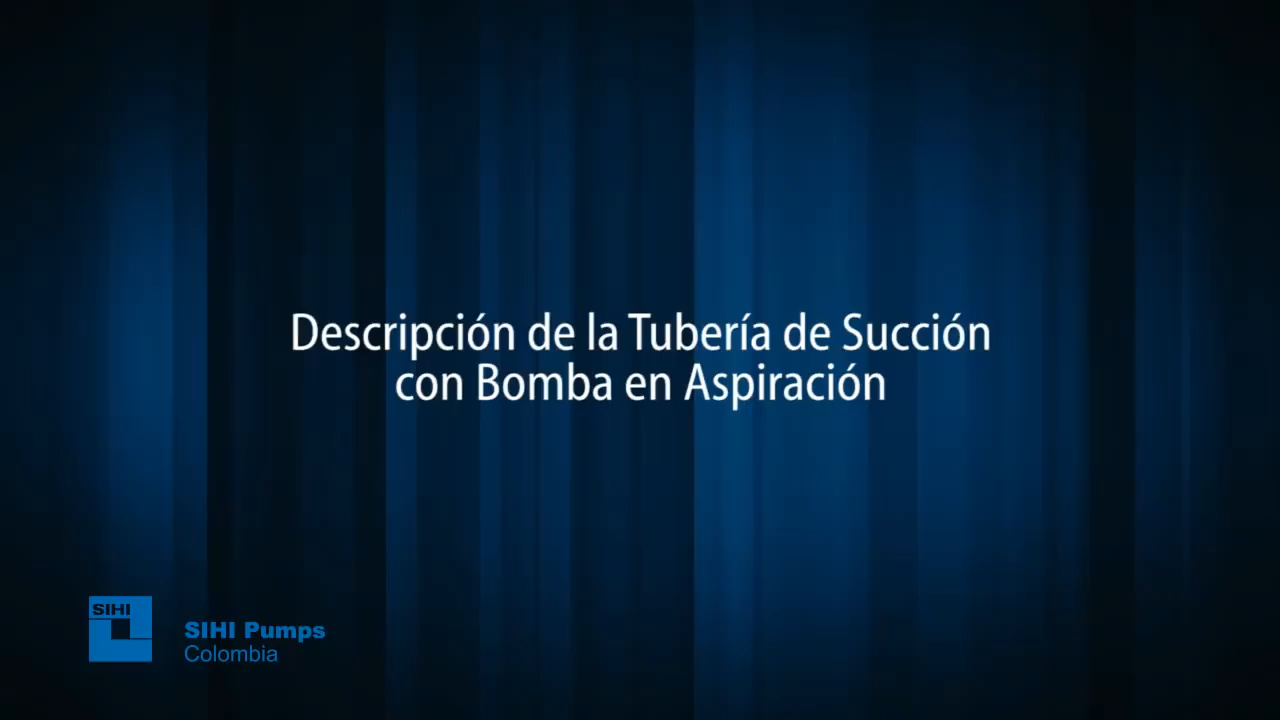 Descripción de la Tubería de Succión
con Bomba en Aspiración
SIHI
SIHI Pumps
Colombia